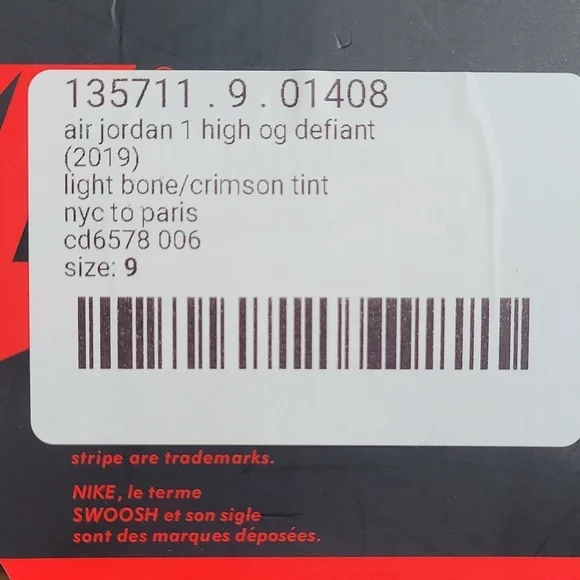 135711 . 9 . 01408
air jordan 1 high og defiant
(2019)
light bone/crimson tint
nyc to paris
cd6578 006
size: 9
stripe are trademarks.
NIKE, le terme
SWOOSH et son sigle
sont des marques déposées.